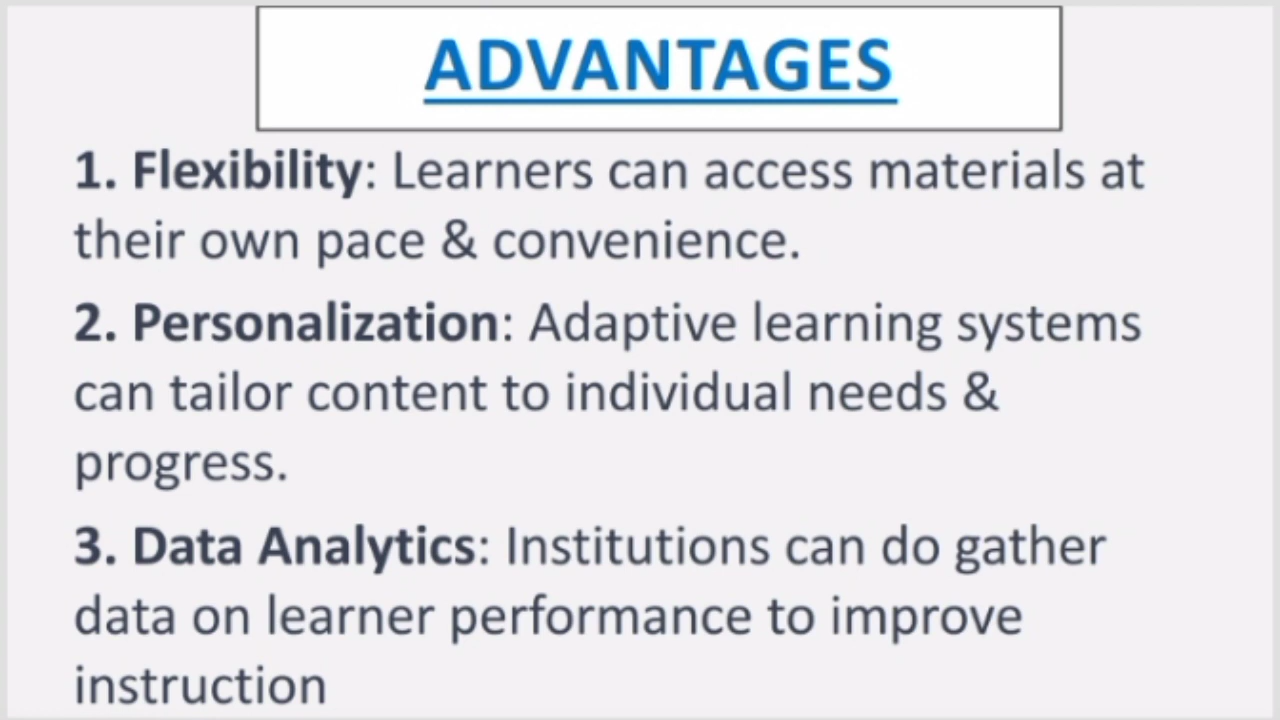 ADVANTAGES
1. Flexibility: Learners can access materials at
their own pace & convenience.
2. Personalization: Adaptive learning systems
can tailor content to individual needs &
progress.
3. Data Analytics: Institutions can do gather
data on learner performance to improve
instruction